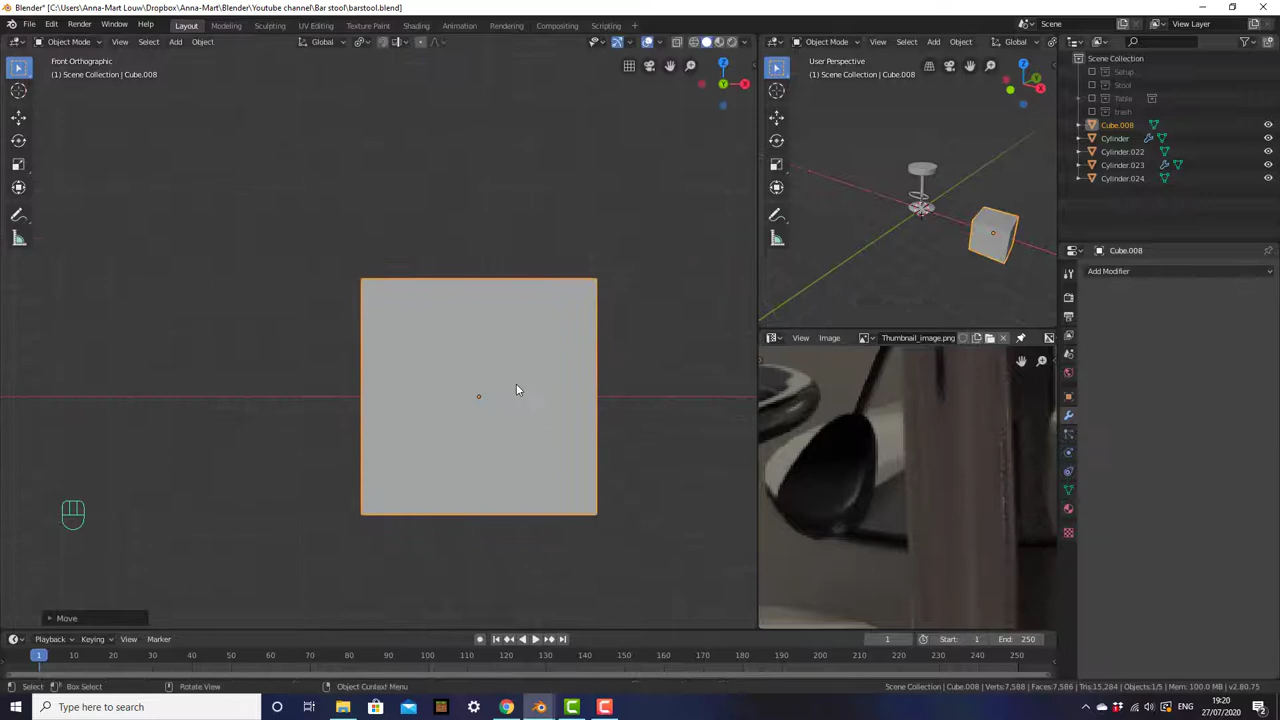 Blender* [C:\Users\Anna-Mart Louw\Dropbox\Anna-Mart\Blender\Youtube channel\Bar stool\barstool.blend]
File Edit Render Window Help Layout Modeling Sculpting UV Editing Texture Paint Shading Animation Rendering Compositing Scripting Scene View Layer
Object Mode View Select Add Object Global
Object Mode View Select Add Object Global
Front Orthographic
(1) Scene Collection | Cube.008
User Perspective
(1) Scene Collection | Cube.008
Z
X
Y
Z
Y
X
Scene Collection
Setup
Stool
Table
trash
Cube.008
Cylinder
Cylinder.022
Cylinder.023
Cylinder.024
Cube.008
Add Modifier
View Image Thumbnail_image.png
Move
Playback Keying View Marker 1 Start: 1 End: 250
1 10 20 30 40 50 60 70 80 90 100 110 120 130 140 150 160 170 180 190 200 210 220 230 240 250
Select Box Select Rotate View Object Context Menu Scene Collection | Cube.008 | Verts:7,588 | Faces:7,586 | Tris:15,284 | Objects:1/5 | Mem: 100.0 MB | v2.80.75
Type here to search
ENG
19:20
27/07/2020